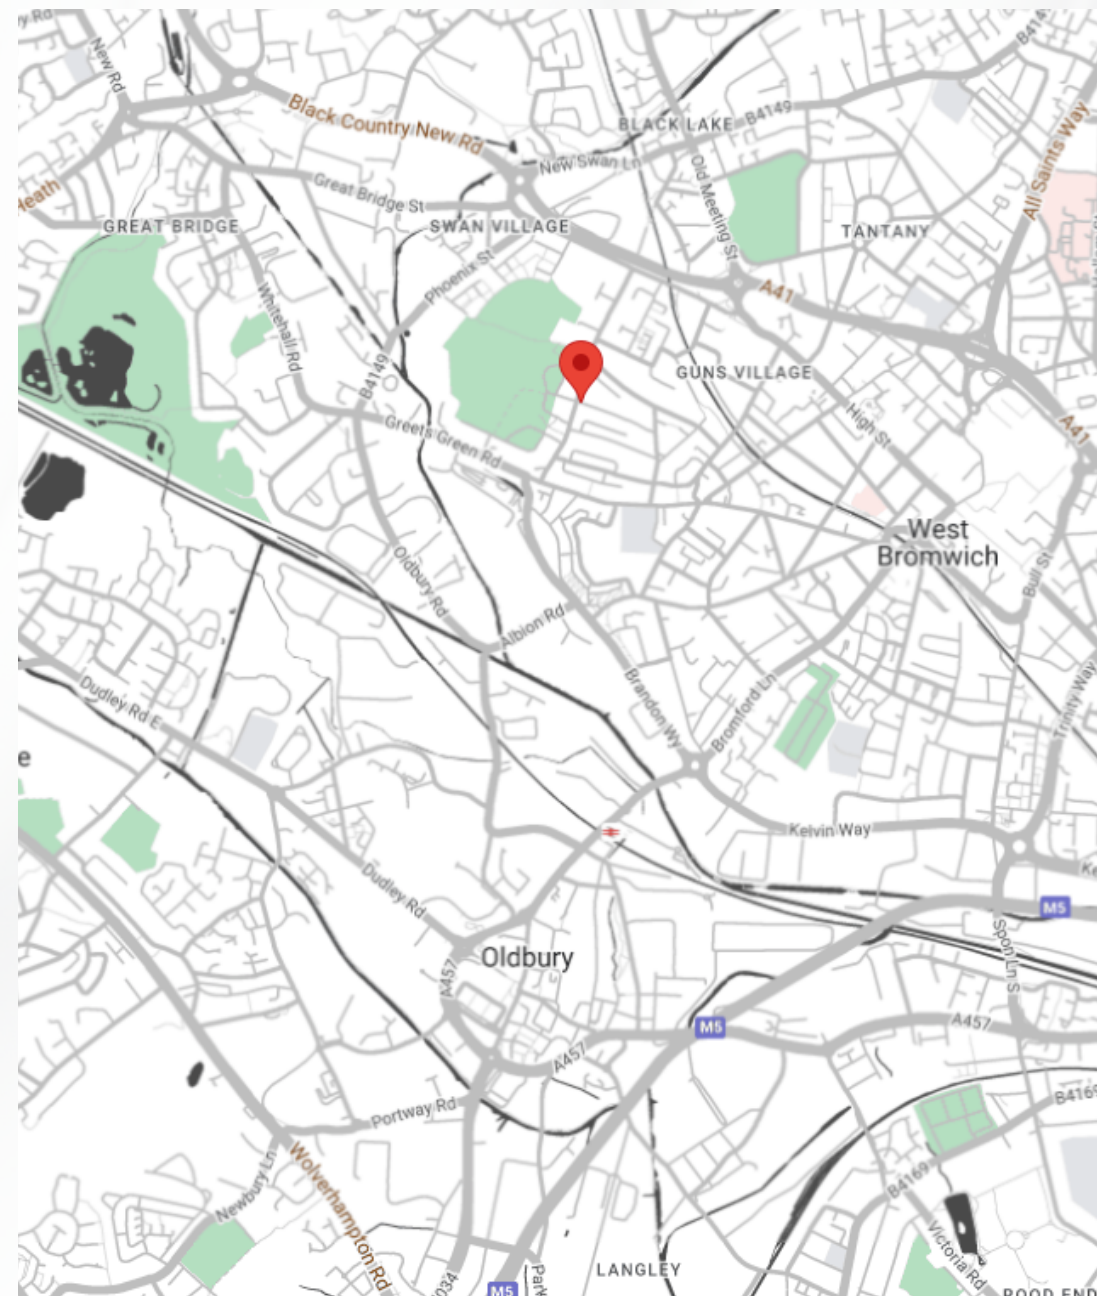 New Rd
Black Country New Rd
BLACK LAKE
B4149
New Swan Ln
Old Meeting St
All Saints Way
Heath
Great Bridge St
GREAT BRIDGE
SWAN VILLAGE
TANTANY
Phoenix St
A41
Whitehall Rd
B4149
GUNS VILLAGE
High St
A41
Greets Green Rd
West
Bromwich
Oldbury Rd
Bull St
Albion Rd
Dudley Rd E
Brandon Wy
Bromford Ln
Trinity Way
e
Kelvin Way
Dudley Rd
M5
Oldbury
Spon Ln S
A457
M5
A457
A457
Portway Rd
B4169
Newbury Ln
Wolverhampton Rd
B4169
Victoria Rd
LANGLEY
M5
Park
ROOD END